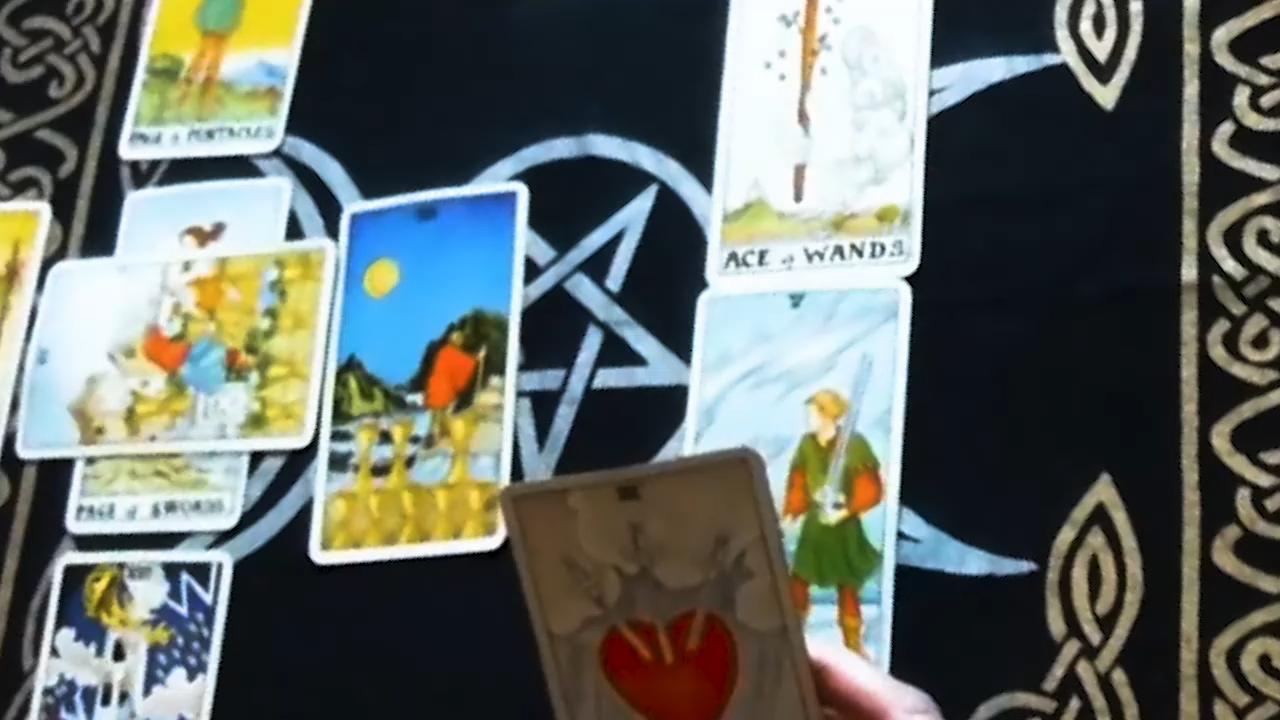 PAGE of PENTACLES.
ACE of WANDS.
PAGE of SWORDS.